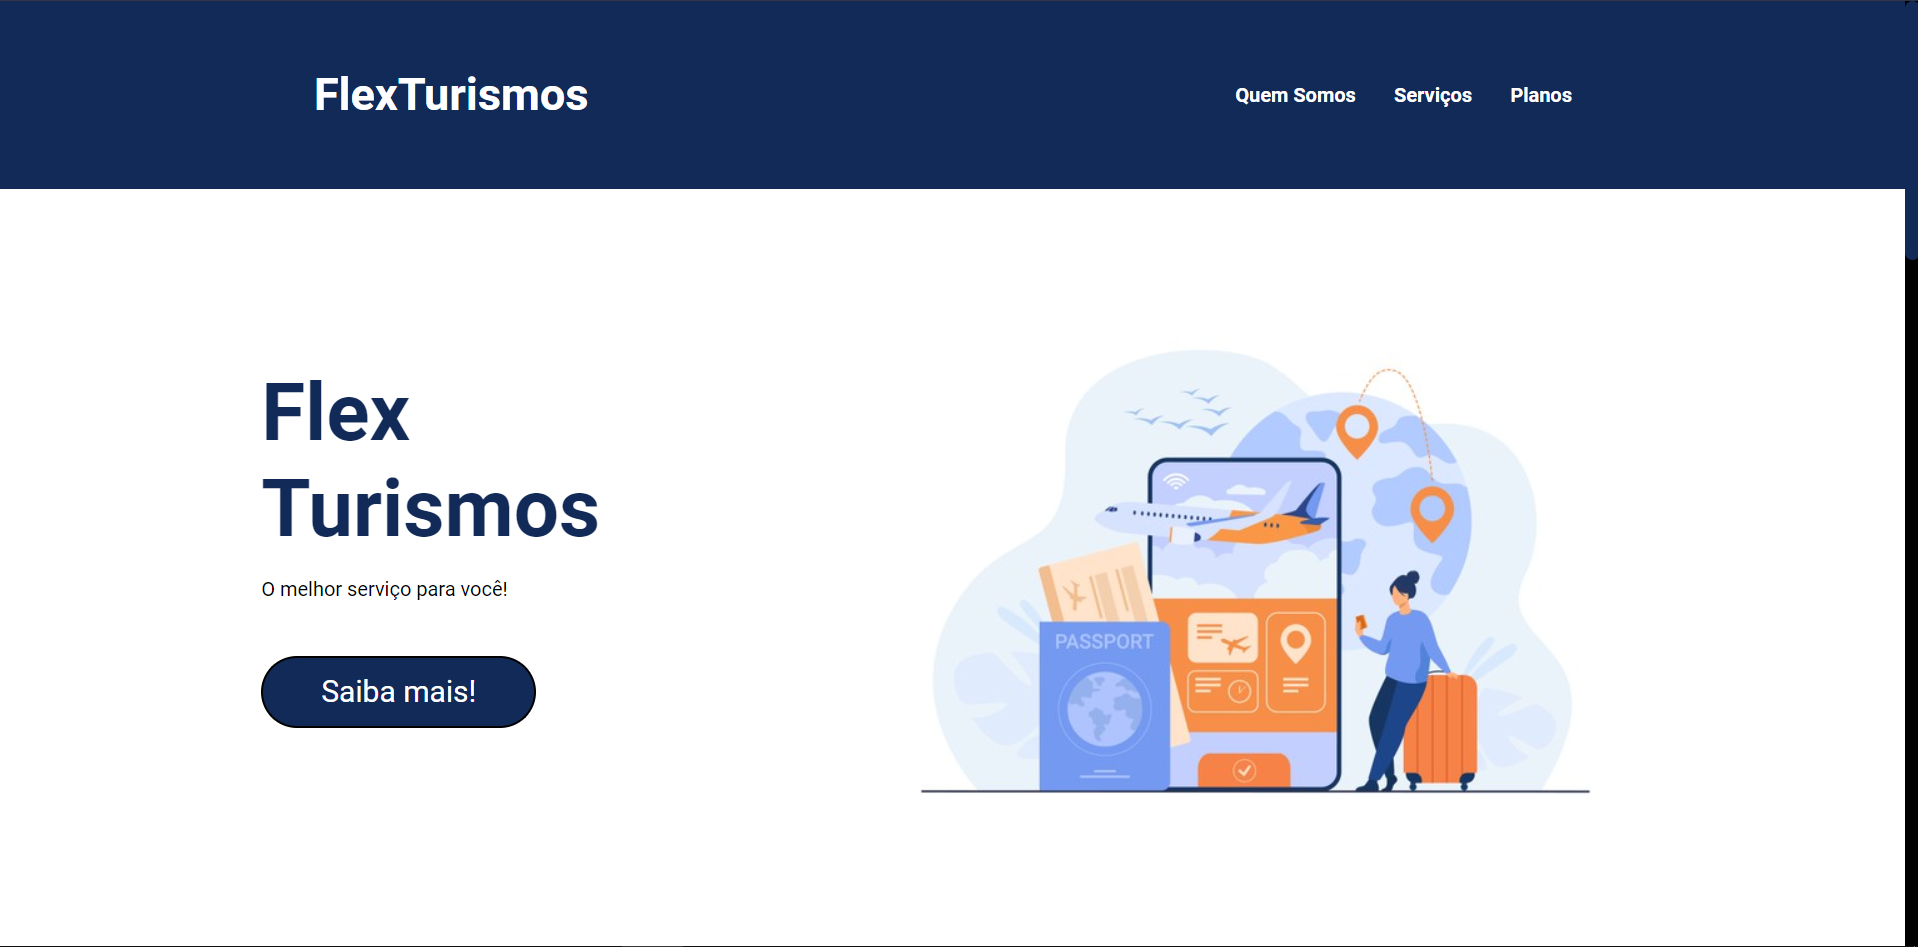 FlexTurismos
Quem Somos Serviços Planos
Flex
Turismos
O melhor serviço para você!
Saiba mais!
PASSPORT